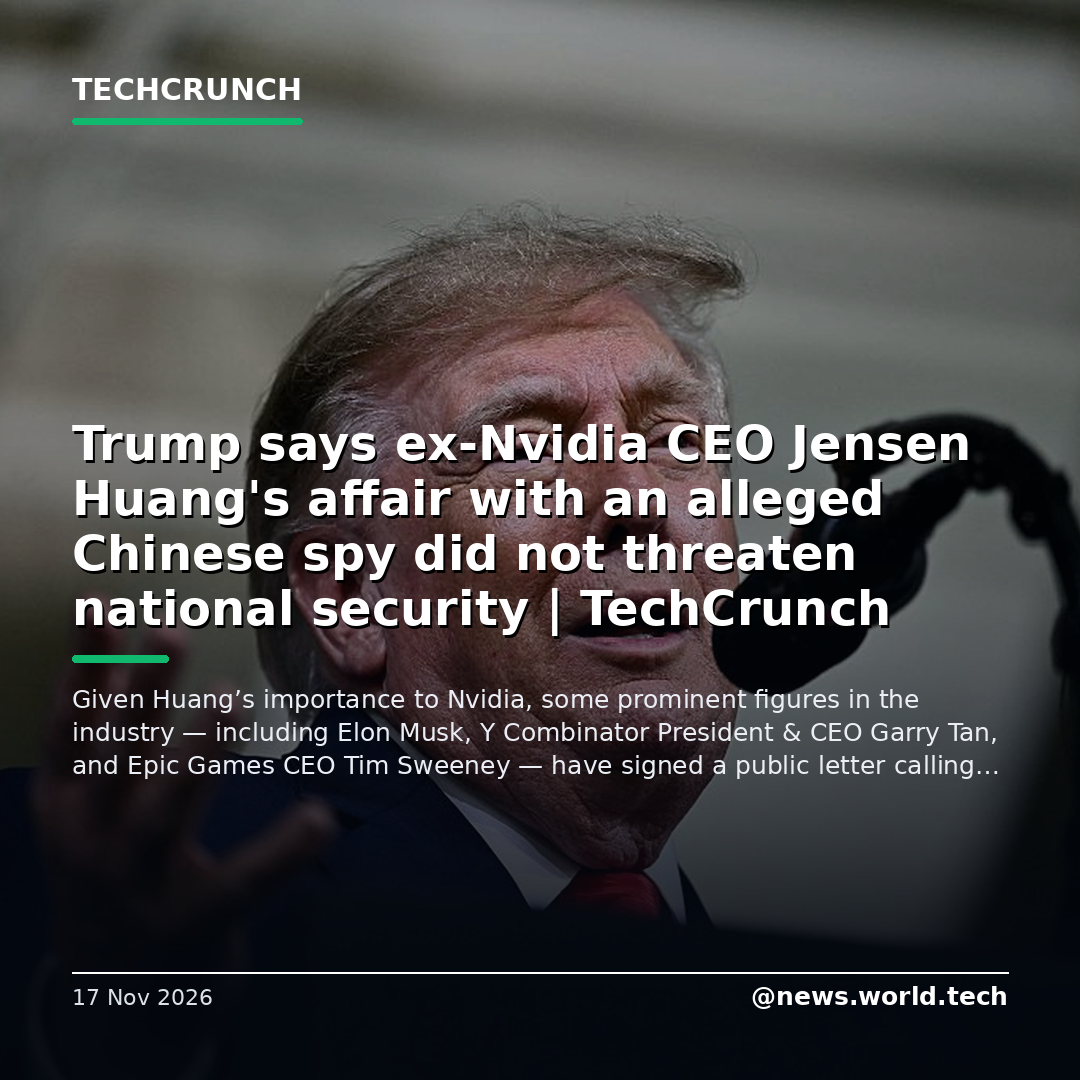 TECHCRUNCH
Trump says ex-Nvidia CEO Jensen
Huang's affair with an alleged
Chinese spy did not threaten
national security | TechCrunch
Given Huang’s importance to Nvidia, some prominent figures in the
industry — including Elon Musk, Y Combinator President & CEO Garry Tan,
and Epic Games CEO Tim Sweeney — have signed a public letter calling…
17 Nov 2026
@news.world.tech